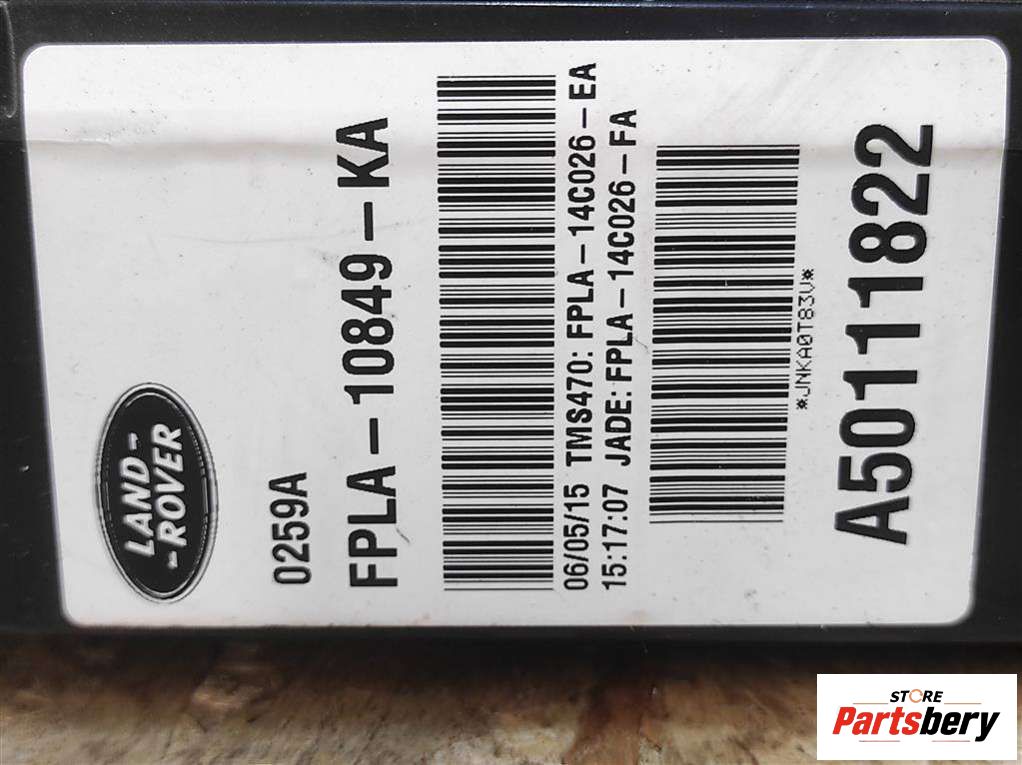 LAND-
-ROVER
0259A
FPLA-10849-KA
06/05/15 TMS470: FPLA-14C026-EA
15:17:07 JADE: FPLA-14C026-FA
*JNKA0T83V*
A5011822
STORE
Partsbery